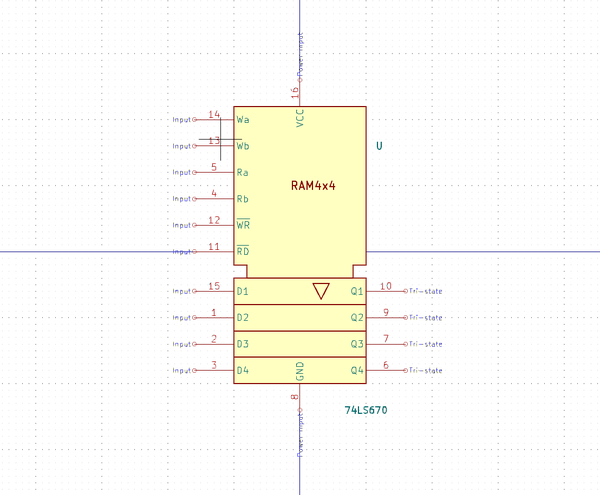 Power input
16
VCC
Input 14 Wa
Input 13 Wb
U
Input 5 Ra
RAM4x4
Input 4 Rb
Input 12 WR
Input 11 RD
Input 15 D1 Q1 10 Tri-state
Input 1 D2 Q2 9 Tri-state
Input 2 D3 Q3 7 Tri-state
Input 3 D4 Q4 6 Tri-state
GND
8
74LS670
Power input